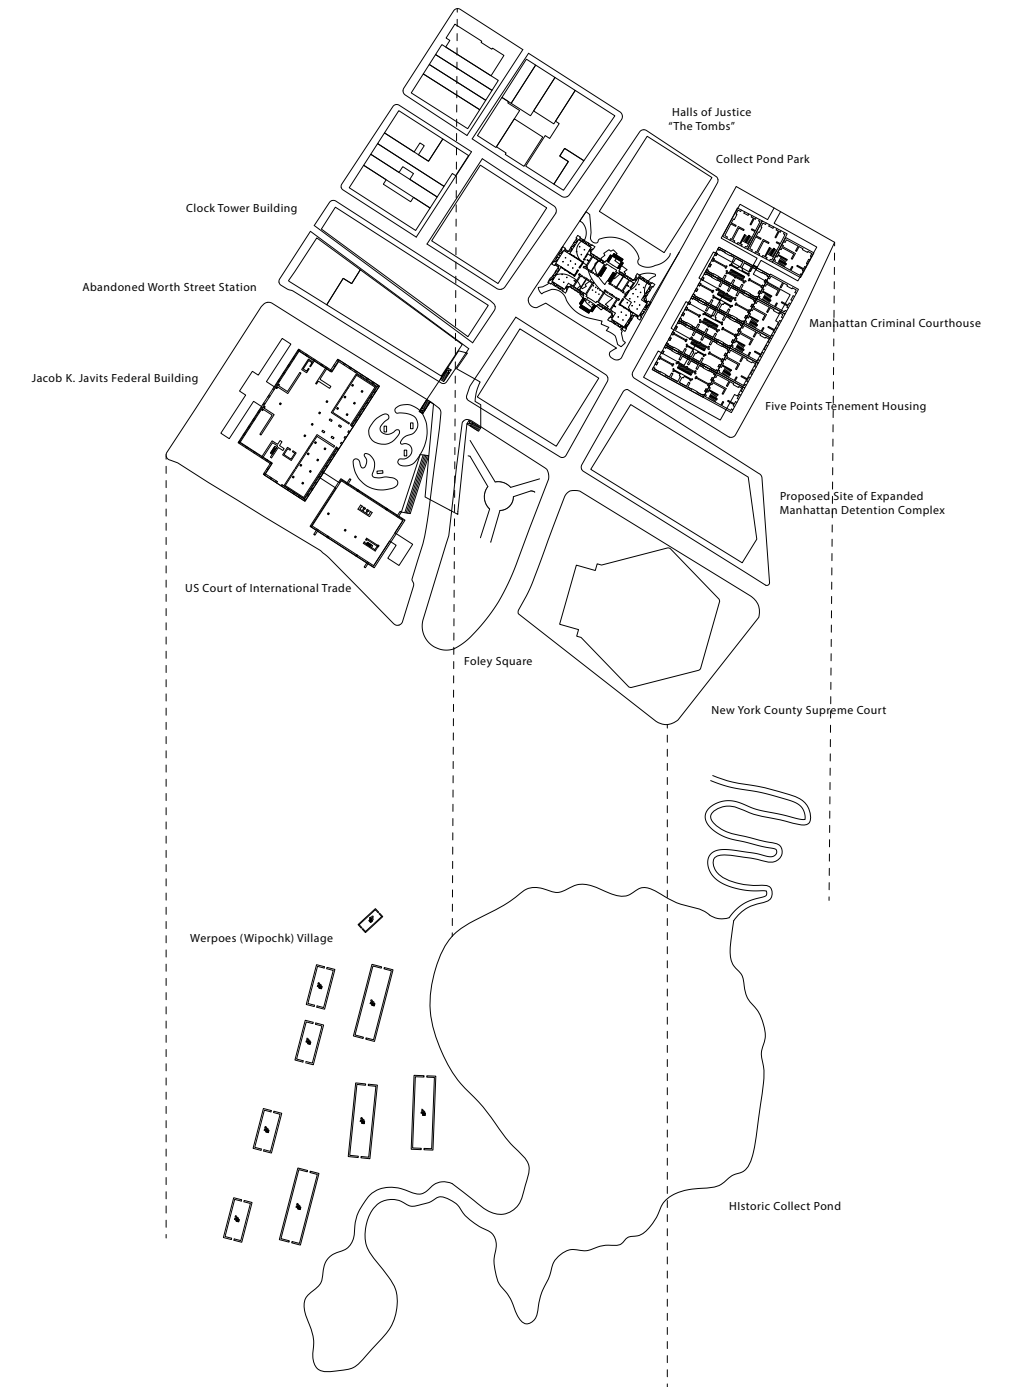 Halls of Justice
“The Tombs”
Collect Pond Park
Clock Tower Building
Abandoned Worth Street Station
Manhattan Criminal Courthouse
Jacob K. Javits Federal Building
Five Points Tenement Housing
Proposed Site of Expanded
Manhattan Detention Complex
US Court of International Trade
Foley Square
New York County Supreme Court
Werpoes (Wipochk) Village
HIstoric Collect Pond